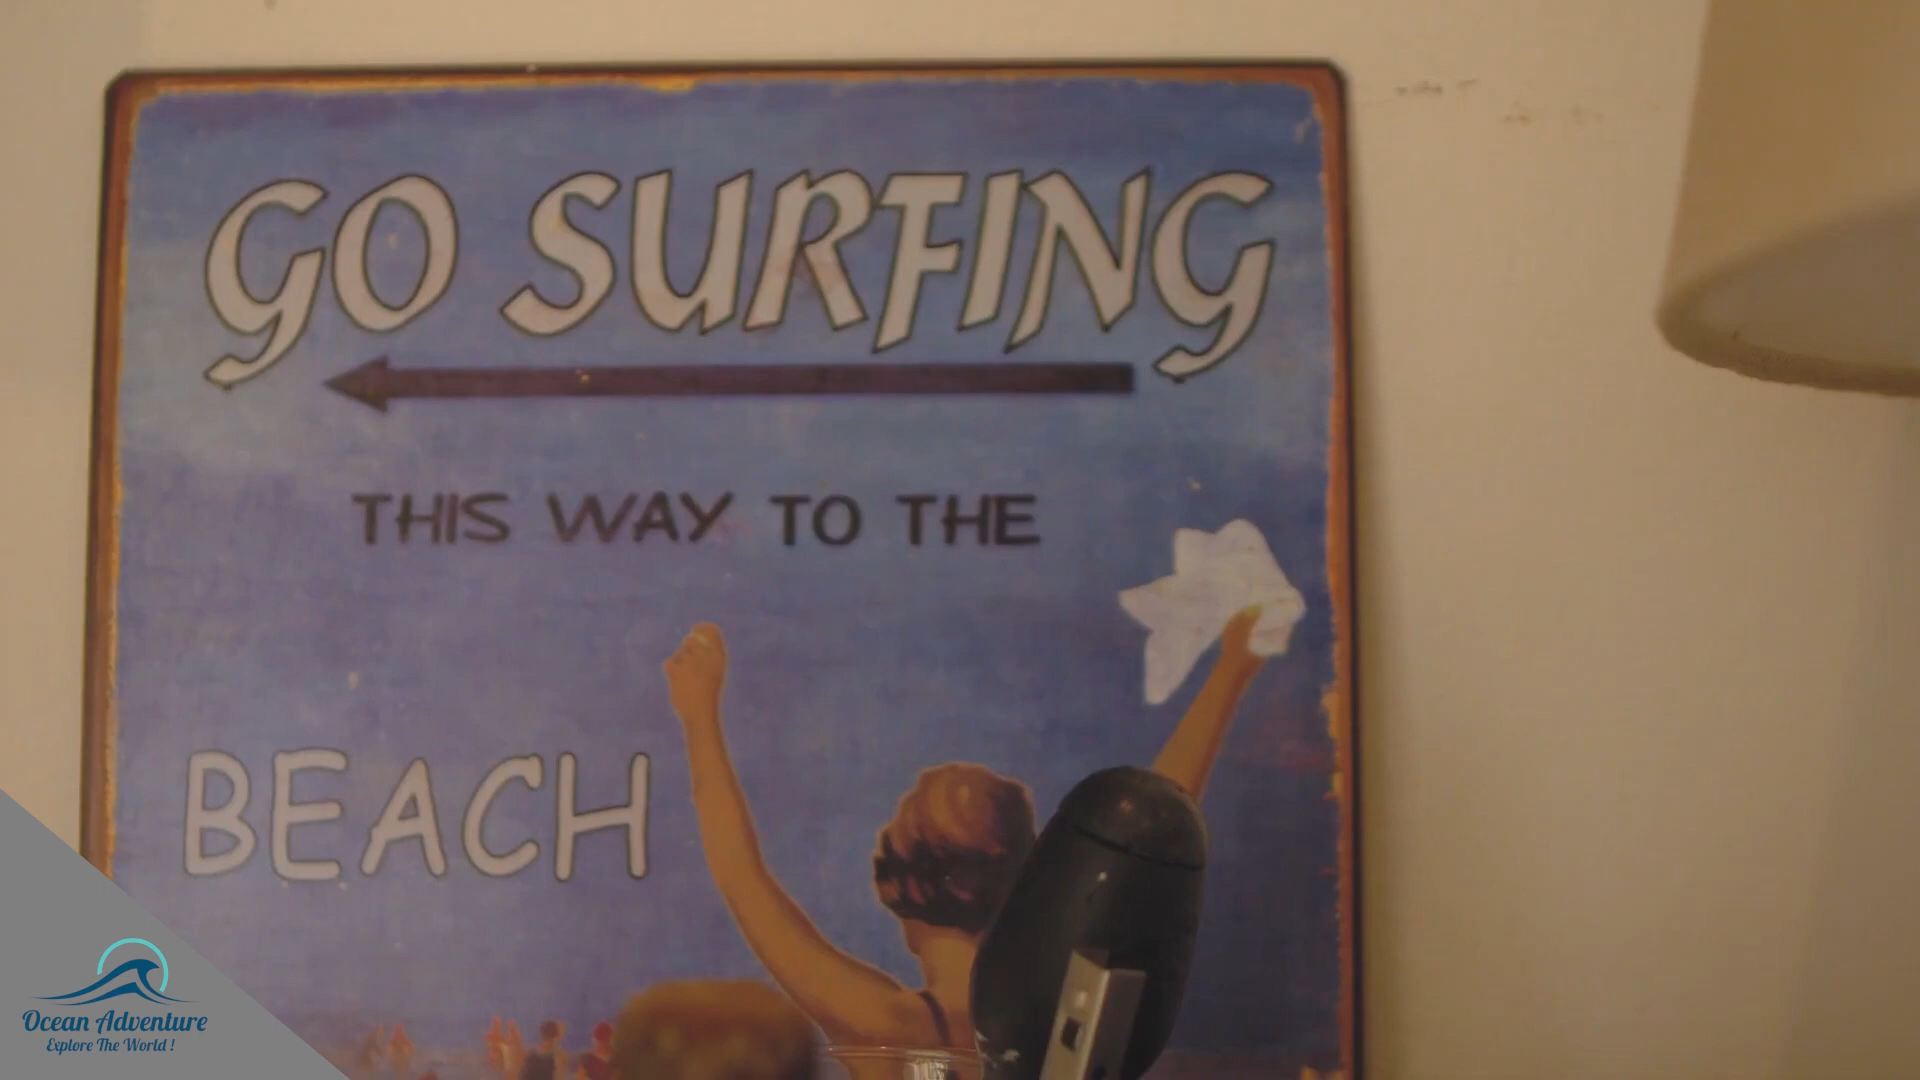 GO SURFING
THIS WAY TO THE
BEACH
Ocean Adventure
Explore The World !